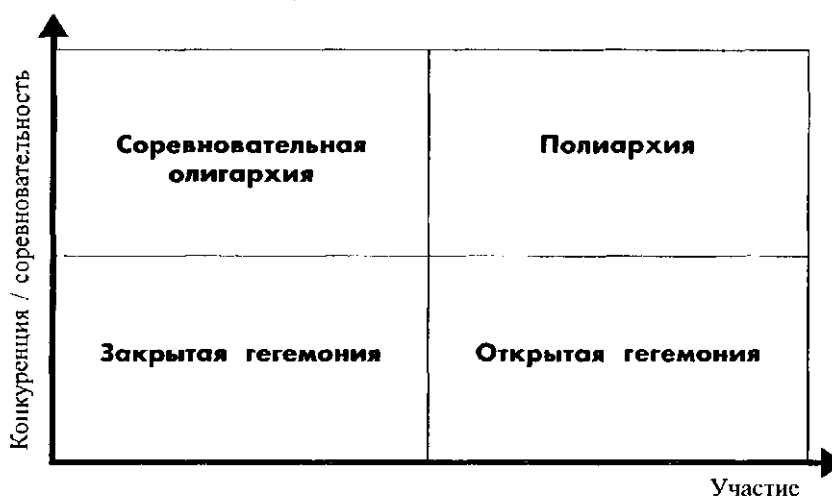 Конкуренция / соревновательность
Соревновательная
олигархия
Полиархия
Закрытая гегемония
Открытая гегемония
Участие